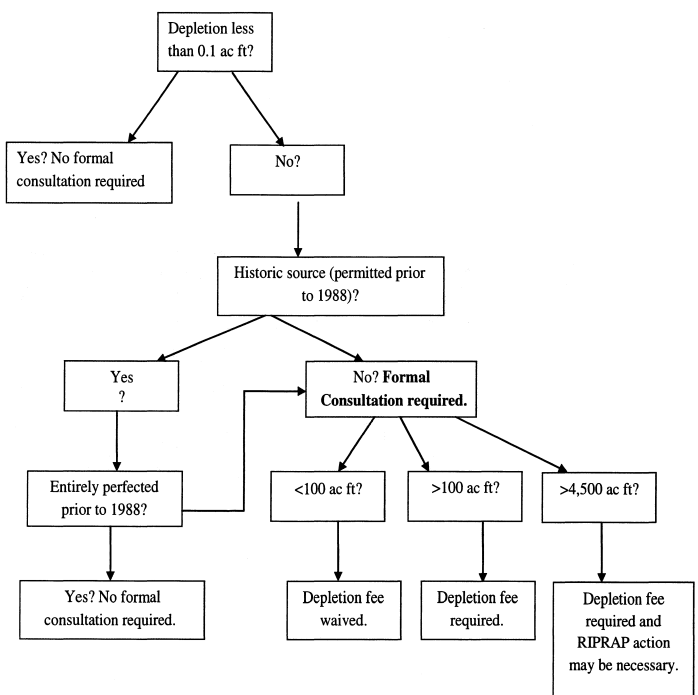 Depletion less
than 0.1 ac ft?
Yes? No formal
consultation required
No?
Historic source (permitted prior
to 1988)?
Yes
?
No? Formal
Consultation required.
Entirely perfected
prior to 1988?
<100 ac ft?
>100 ac ft?
>4,500 ac ft?
Yes? No formal
consultation required.
Depletion fee
waived.
Depletion fee
required.
Depletion fee
required and
RIPRAP action
may be necessary.